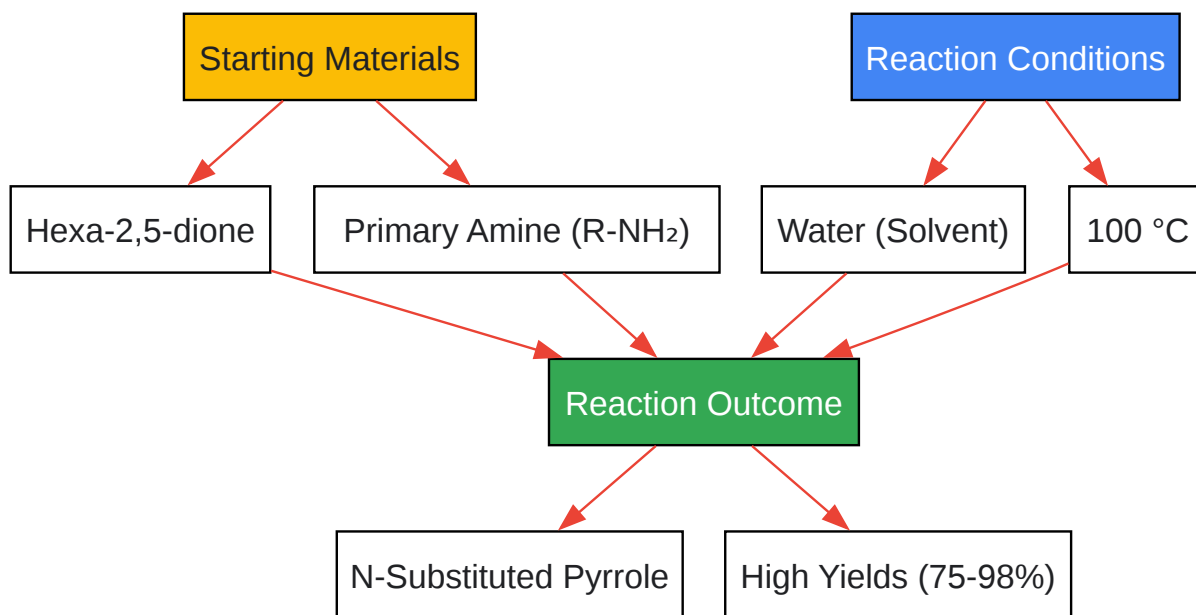 Starting Materials
Reaction Conditions
Hexa-2,5-dione
Primary Amine (R-NH₂)
Water (Solvent)
100 °C
Reaction Outcome
N-Substituted Pyrrole
High Yields (75-98%)